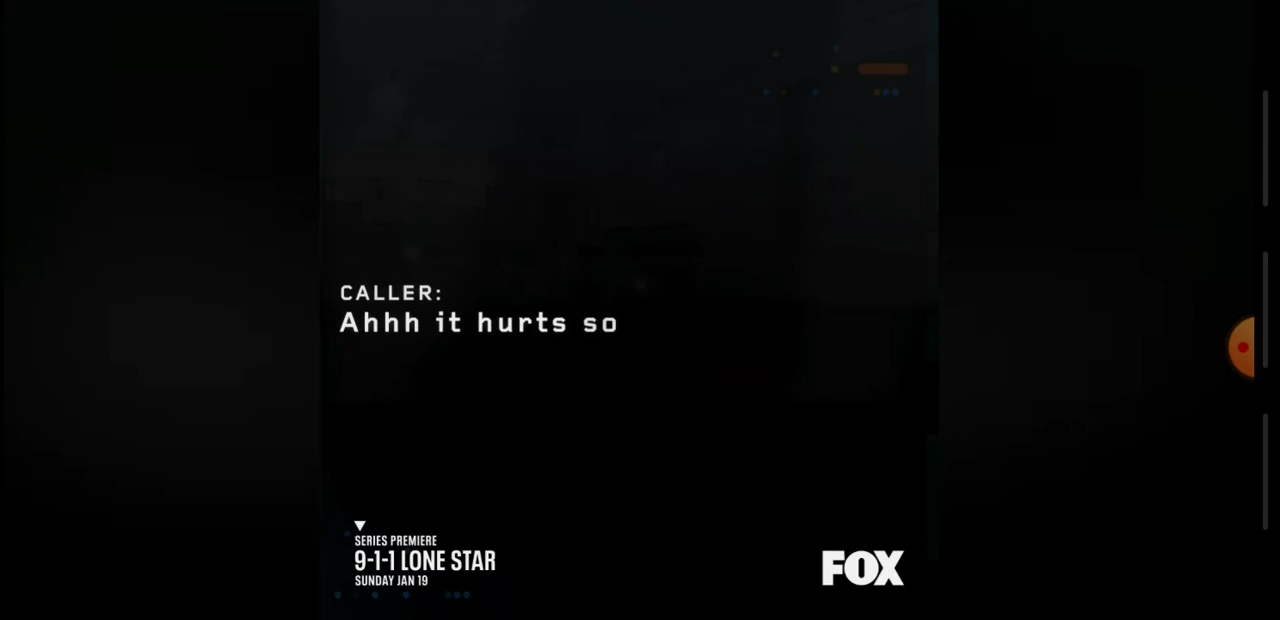 CALLER:
Ahhh it hurts so
SERIES PREMIERE
9-1-1 LONE STAR
SUNDAY JAN 19
FOX